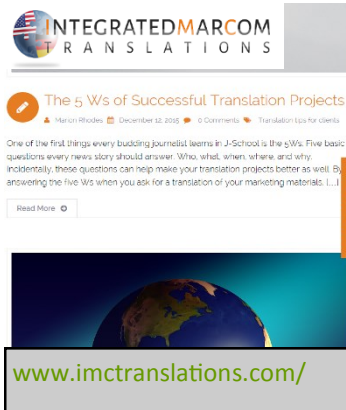 INTEGRATEDMARCOM
TRANSLATIONS
The 5 Ws of Successful Translation Projects
Marion Rhodes December 12, 2015 0 Comments Translation tips for clients
One of the first things every budding journalist learns in J-School is the 5Ws: Five basic
questions every news story should answer. Who, what, when, where, and why.
Incidentally, these questions can help make your translation projects better as well. By
answering the five Ws when you ask for a translation of your marketing materials, [...]
Read More
www.imctranslations.com/